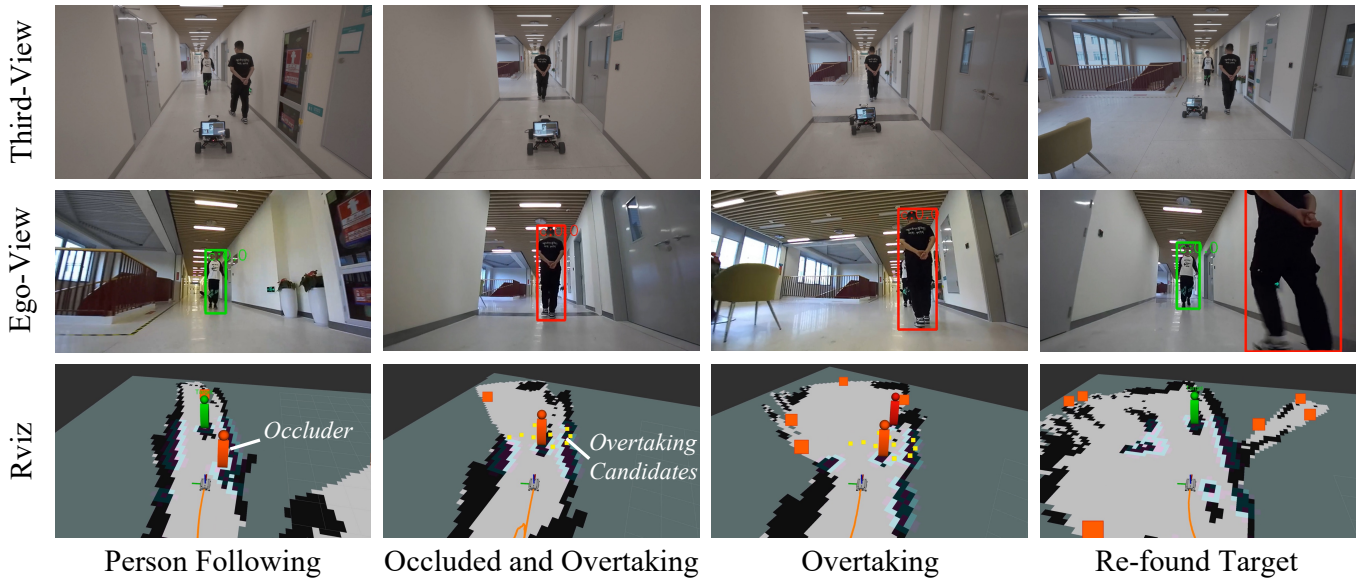 Third-View
Ego-View
Rviz
Occluder
Overtaking
Candidates
Person Following
Occluded and Overtaking
Overtaking
Re-found Target